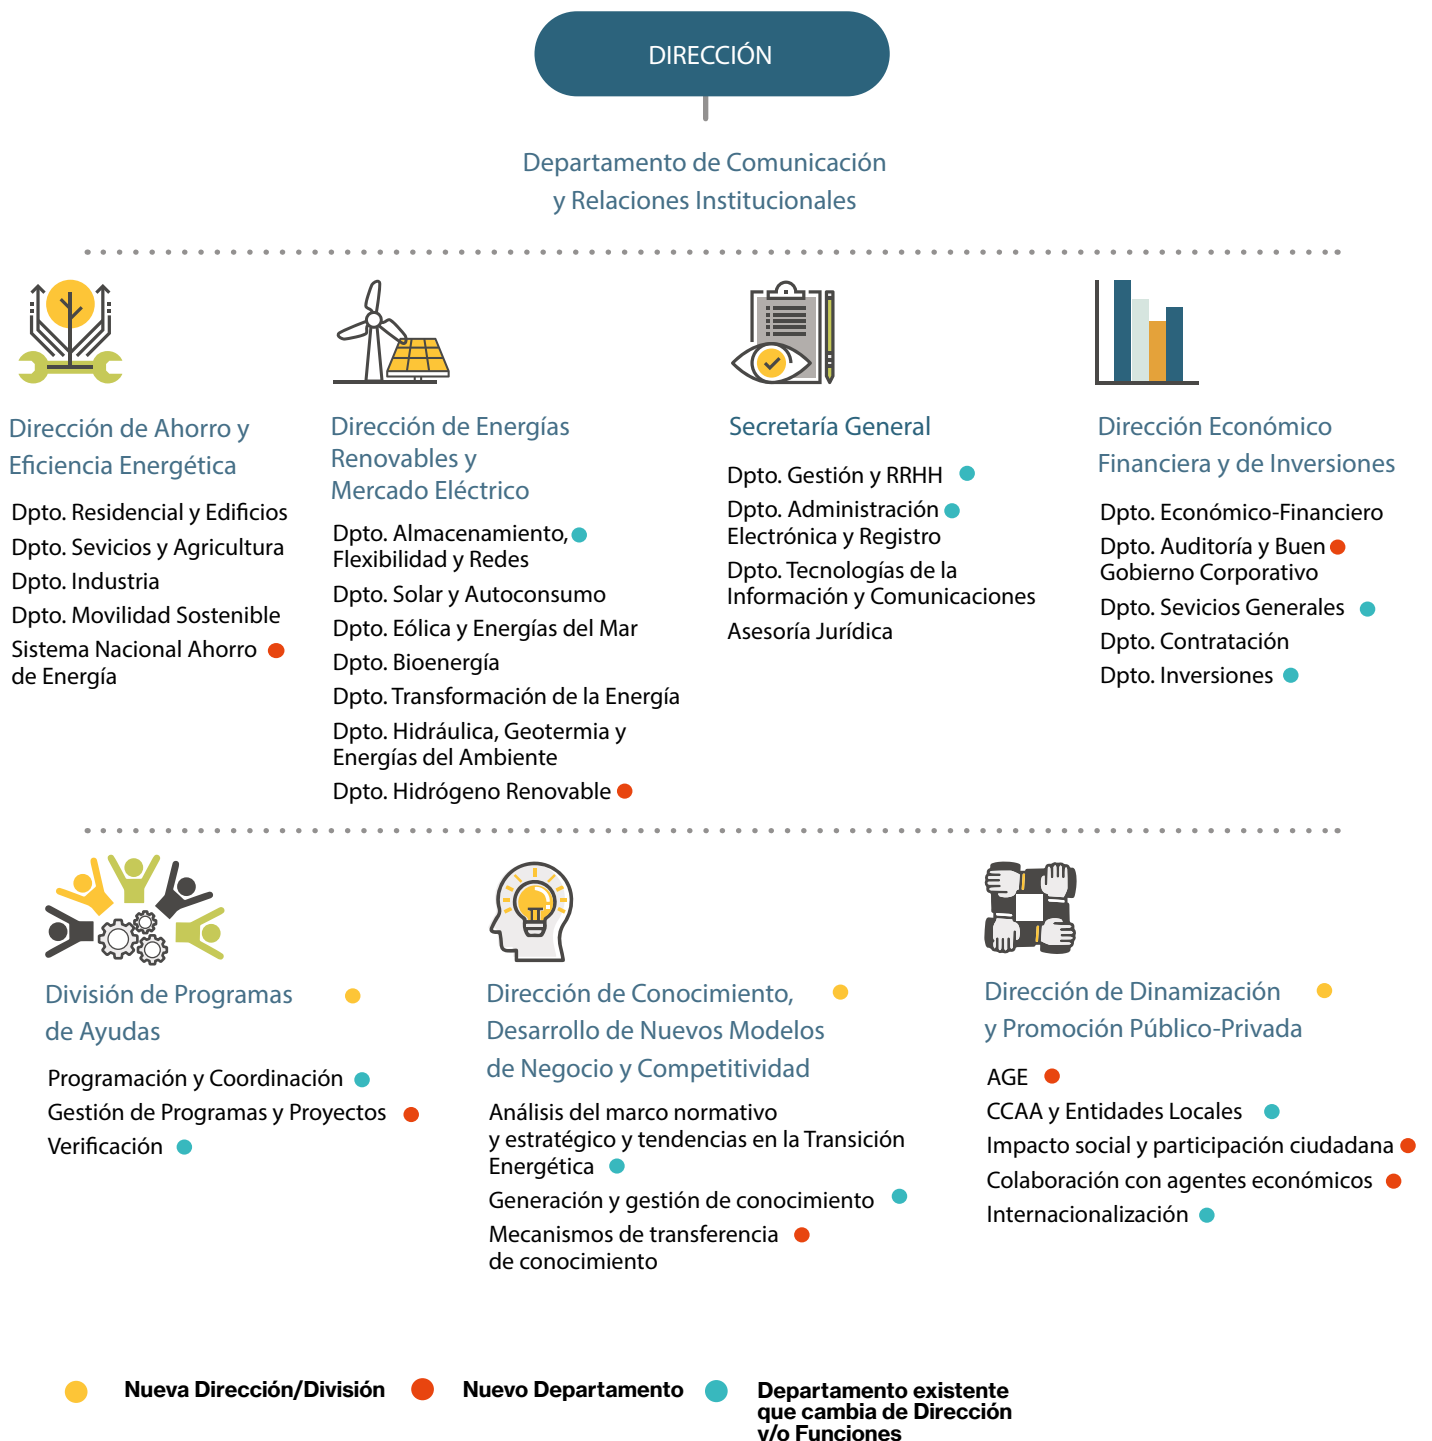 DIRECCIÓN
Departamento de Comunicación
y Relaciones Institucionales
Dirección de Ahorro y
Eficiencia Energética
Dpto. Residencial y Edificios
Dpto. Sevicios y Agricultura
Dpto. Industria
Dpto. Movilidad Sostenible
Sistema Nacional Ahorro
de Energía
Dirección de Energías
Renovables y
Mercado Eléctrico
Dpto. Almacenamiento,
Flexibilidad y Redes
Dpto. Solar y Autoconsumo
Dpto. Eólica y Energías del Mar
Dpto. Bioenergía
Dpto. Transformación de la Energía
Dpto. Hidráulica, Geotermia y
Energías del Ambiente
Dpto. Hidrógeno Renovable
Secretaría General
Dpto. Gestión y RRHH
Dpto. Administración
Electrónica y Registro
Dpto. Tecnologías de la
Información y Comunicaciones
Asesoría Jurídica
Dirección Económico
Financiera y de Inversiones
Dpto. Económico-Financiero
Dpto. Auditoría y Buen
Gobierno Corporativo
Dpto. Sevicios Generales
Dpto. Contratación
Dpto. Inversiones
División de Programas
de Ayudas
Programación y Coordinación
Gestión de Programas y Proyectos
Verificación
Dirección de Conocimiento,
Desarrollo de Nuevos Modelos
de Negocio y Competitividad
Análisis del marco normativo
y estratégico y tendencias en la Transición
Energética
Generación y gestión de conocimiento
Mecanismos de transferencia
de conocimiento
Dirección de Dinamización
y Promoción Público-Privada
AGE
CCAA y Entidades Locales
Impacto social y participación ciudadana
Colaboración con agentes económicos
Internacionalización
Nueva Dirección/División
Nuevo Departamento
Departamento existente
que cambia de Dirección
y/o Funciones